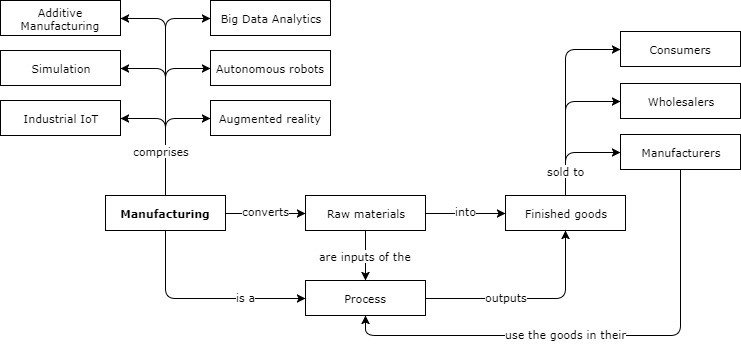 Additive
Manufacturing
Big Data Analytics
Consumers
Simulation
Autonomous robots
Wholesalers
Industrial IoT
Augmented reality
Manufacturers
comprises
sold to
Manufacturing
converts
Raw materials
into
Finished goods
are inputs of the
is a
Process
outputs
use the goods in their